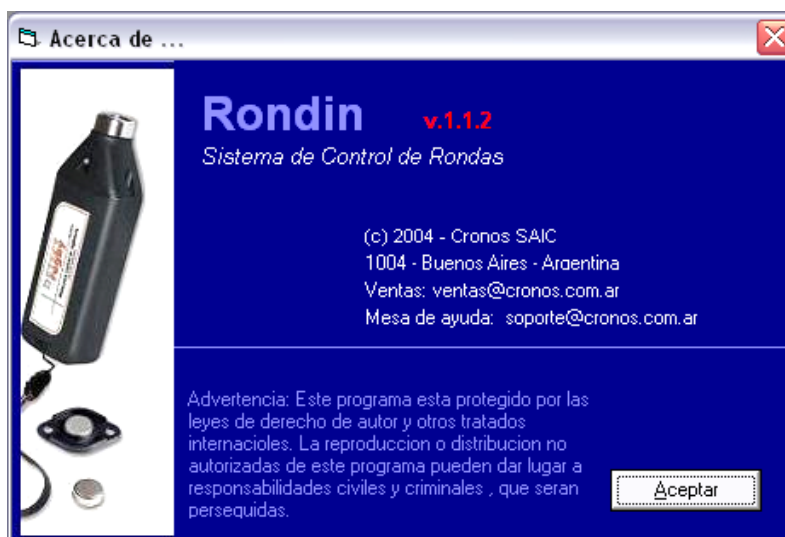 Acerca de ...
Rondin v.1.1.2
Sistema de Control de Rondas
(c) 2004 - Cronos SAIC
1004 - Buenos Aires - Argentina
Ventas: ventas@cronos.com.ar
Mesa de ayuda: soporte@cronos.com.ar
Advertencia: Este programa esta protegido por las
leyes de derecho de autor y otros tratados
internacioles. La reproduccion o distribucion no
autorizadas de este programa pueden dar lugar a
responsabilidades civiles y criminales , que seran
perseguidas.
Aceptar